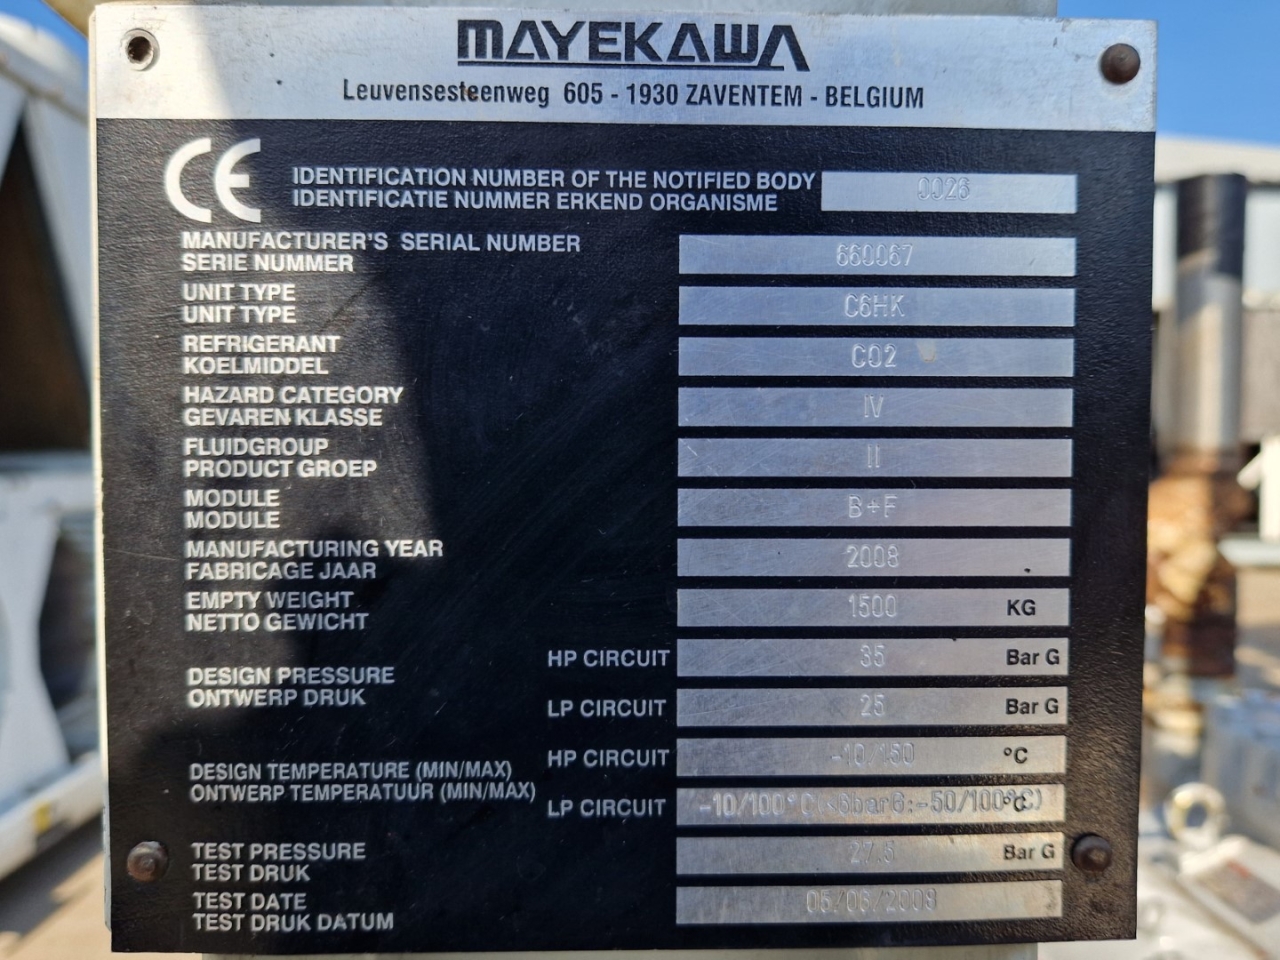 MAYEKAWA
Leuvensesteenweg 605 - 1930 ZAVENTEM - BELGIUM
CE
IDENTIFICATION NUMBER OF THE NOTIFIED BODY 0026
IDENTIFICATIE NUMMER ERKEND ORGANISME
MANUFACTURER'S SERIAL NUMBER 660067
SERIE NUMMER
UNIT TYPE C6HK
UNIT TYPE
REFRIGERANT CO2
KOELMIDDEL
HAZARD CATEGORY IV
GEVAREN KLASSE
FLUIDGROUP II
PRODUCT GROEP
MODULE B+F
MODULE
MANUFACTURING YEAR 2008
FABRICAGE JAAR
EMPTY WEIGHT 1500 KG
NETTO GEWICHT
HP CIRCUIT 35 Bar G
DESIGN PRESSURE
ONTWERP DRUK
LP CIRCUIT 25 Bar G
HP CIRCUIT -10/150 °C
DESIGN TEMPERATURE (MIN/MAX)
ONTWERP TEMPERATUUR (MIN/MAX)
LP CIRCUIT -10/100°C(<6barG:-50/100°C) °C
TEST PRESSURE 27.5 Bar G
TEST DRUK
TEST DATE 05/06/2008
TEST DRUK DATUM